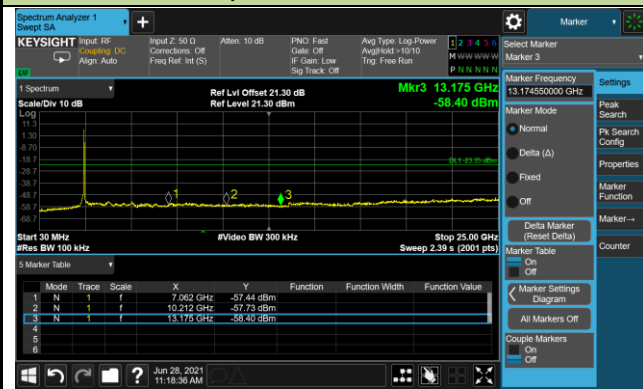 Spectrum Analyzer 1
Swept SA
Marker
KEYSIGHT
Input: RF
Coupling: DC
Align: Auto
Input Z: 50 Ω
Corrections: Off
Freq Ref: Int (S)
Atten: 10 dB
PNO: Fast
Gate: Off
IF Gain: Low
Sig Track: Off
Avg Type: Log-Power
Avg|Hold:>10/10
Trig: Free Run
1 2 3 4 5 6
M W W W W W
P N N N N N
LW
Select Marker
Marker 3
1 Spectrum
Scale/Div 10 dB
Ref Lvl Offset 21.30 dB
Ref Level 21.30 dBm
Mkr3 13.175 GHz
-58.40 dBm
Log
11.3
1.30
-8.70
-18.7
-28.7
-38.7
-48.7
-58.7
-68.7
DL1 -23.35 dBm
1
2
3
Start 30 MHz
#Res BW 100 kHz
#Video BW 300 kHz
Stop 25.00 GHz
Sweep 2.39 s (2001 pts)
5 Marker Table
Mode Trace Scale X Y Function Function Width Function Value
1 N 1 f 7.062 GHz -57.44 dBm
2 N 1 f 10.212 GHz -57.73 dBm
3 N 1 f 13.175 GHz -58.40 dBm
4
5
6
Marker Frequency
13.174550000 GHz
Marker Mode
Normal
Delta (Δ)
Fixed
Off
Delta Marker
(Reset Delta)
Marker Table
On
Off
Marker Settings
Diagram
All Markers Off
Couple Markers
On
Off
Settings
Peak
Search
Pk Search
Config
Properties
Marker
Function
Marker→
Counter
?
Jun 28, 2021
11:18:36 AM